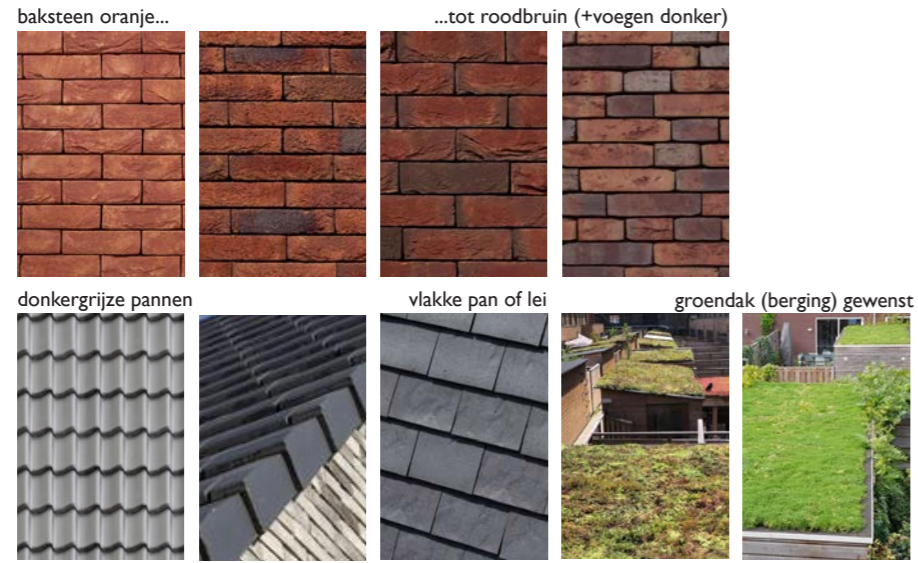 baksteen oranje...
...tot roodbruin (+voegen donker)
donkergrijze pannen
vlakke pan of lei
groendak (berging) gewenst